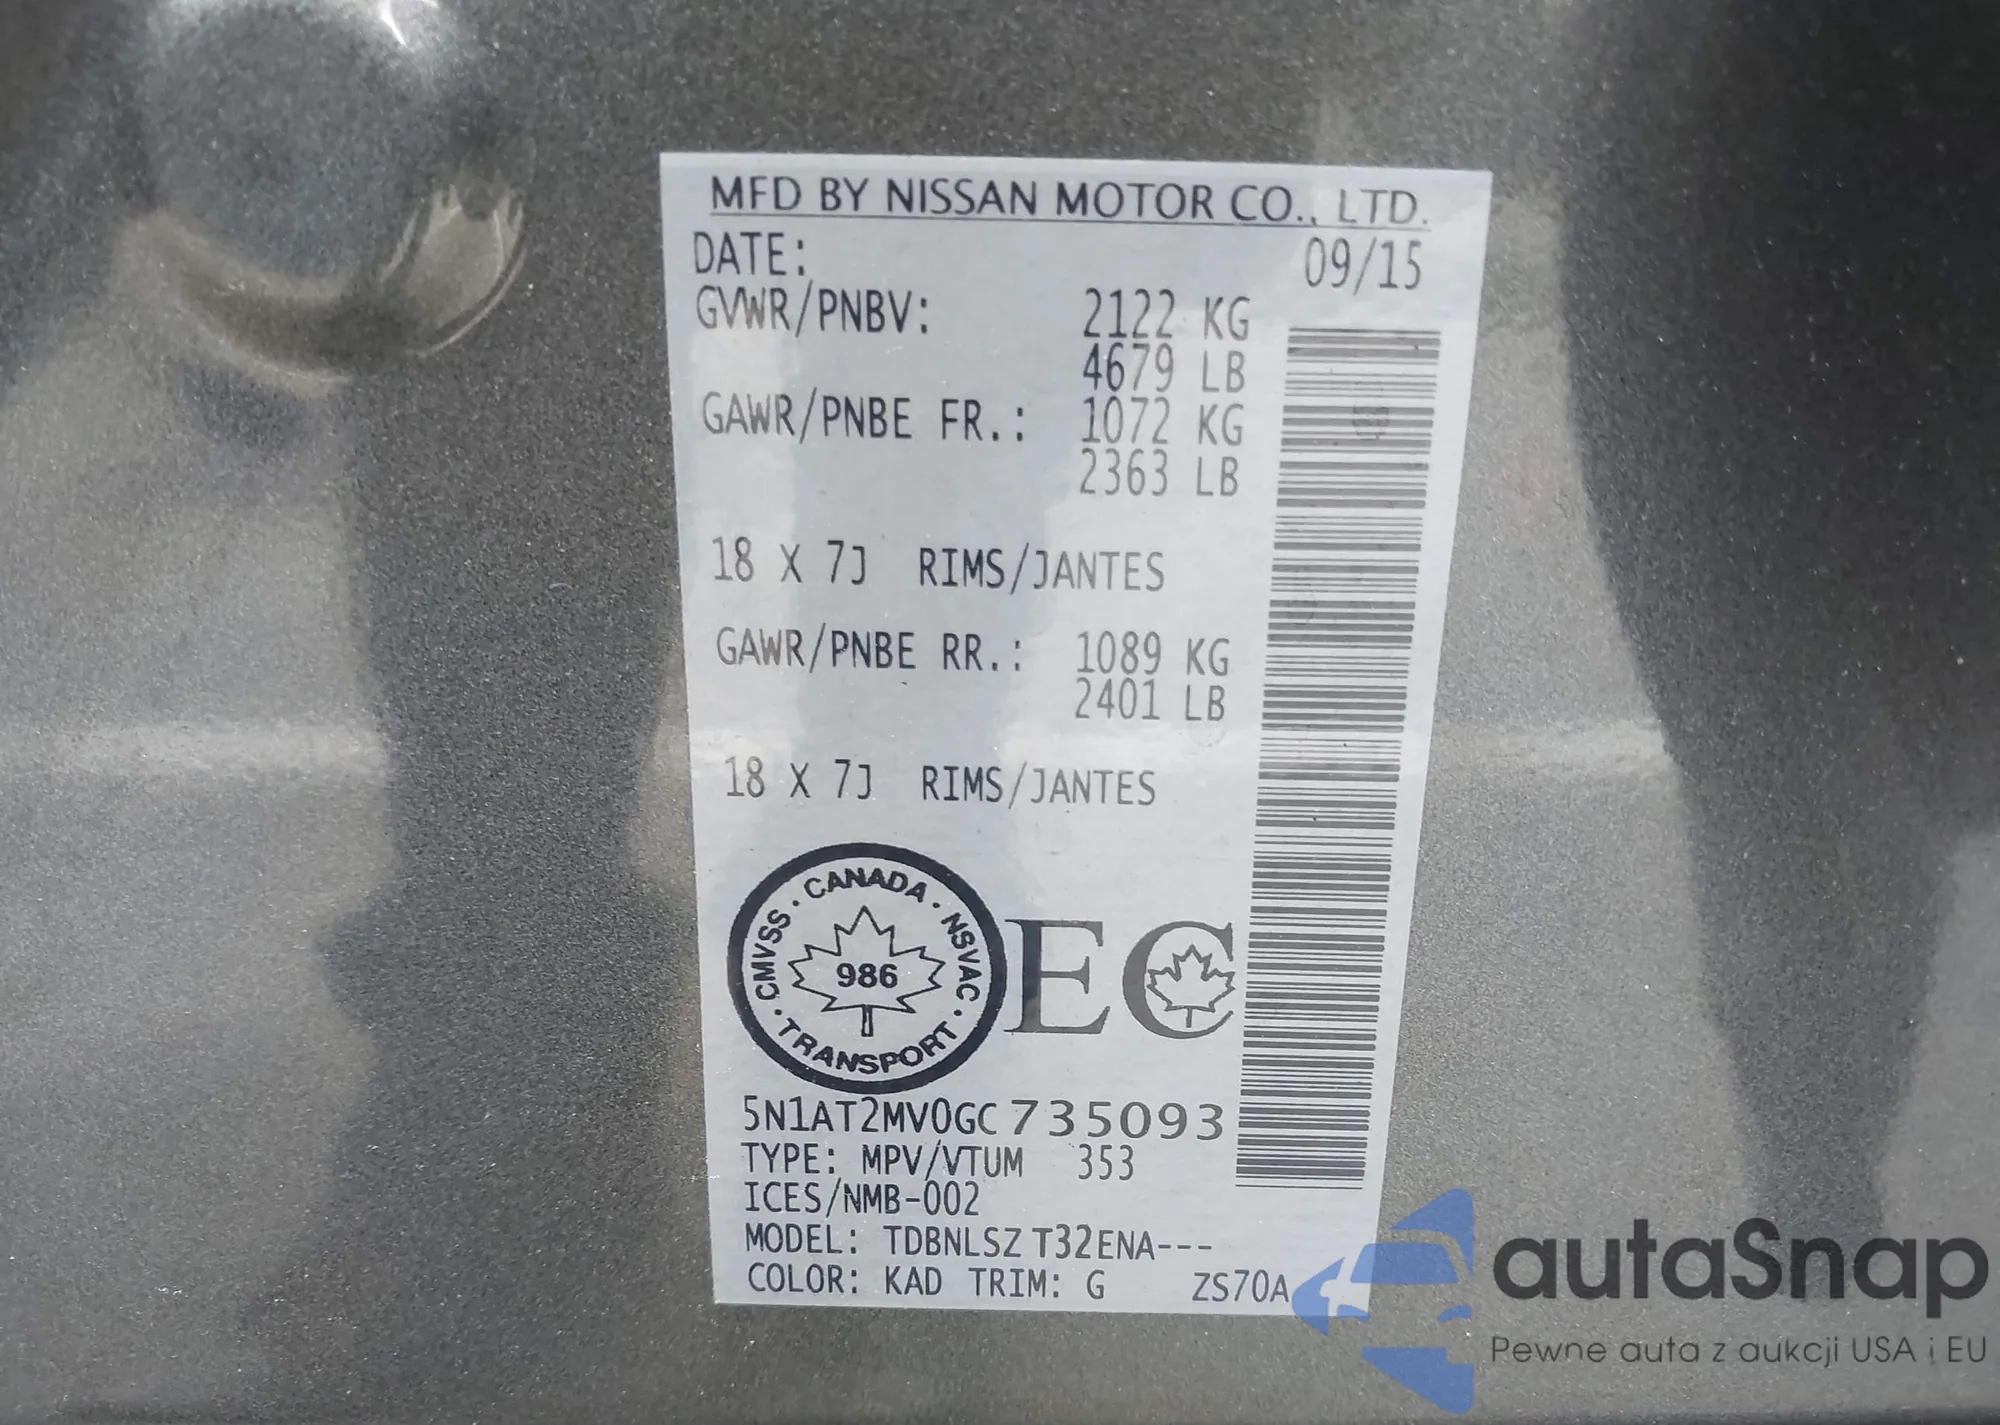 MFD BY NISSAN MOTOR CO., LTD.
DATE: 09/15
GVWR/PNBV: 2122 KG
4679 LB
GAWR/PNBE FR.: 1072 KG
2363 LB
18 X 7J RIMS/JANTES
GAWR/PNBE RR.: 1089 KG
2401 LB
18 X 7J RIMS/JANTES
CANADA · NSVAC · TRANSPORT · CMVSS ·
986
EC
5N1AT2MV0GC735093
TYPE: MPV/VTUM 353
ICES/NMB-002
MODEL: TDBNLSZ T32ENA---
COLOR: KAD TRIM: G ZS70A
autaSnap
Pewne auta z aukcji USA i EU